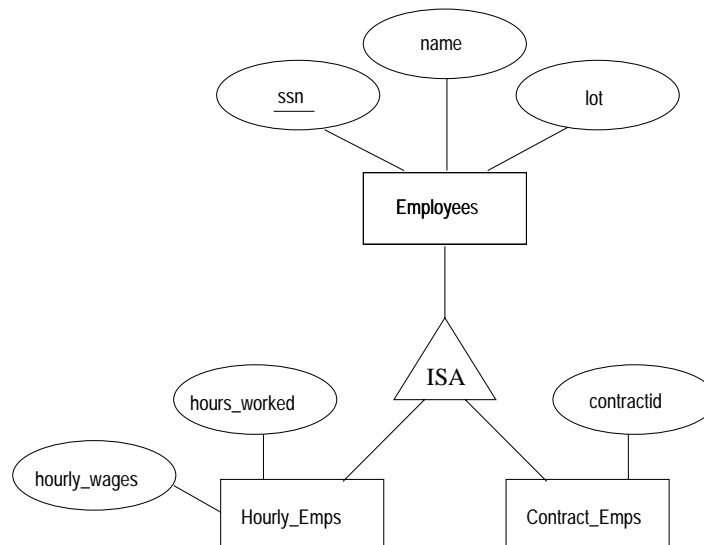 name
ssn
lot
Employees
ISA
hours_worked
contractid
hourly_wages
Hourly_Emps
Contract_Emps